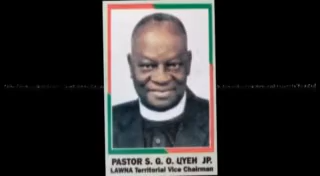 PASTOR S. G. O. UYEH JP.
LAWNA Territorial Vice Chairman